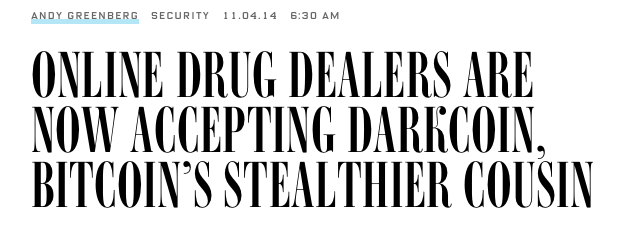 ANDY GREENBERG SECURITY 11.04.14 6:30 AM
ONLINE DRUG DEALERS ARE
NOW ACCEPTING DARKCOIN,
BITCOIN’S STEALTHIER COUSIN